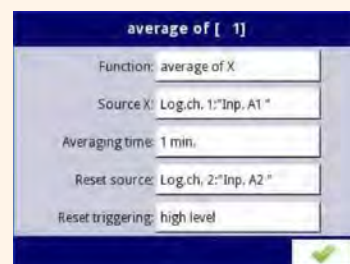 average of [ 1]
Function: average of X
Source X: Log.ch. 1:"Inp. A1 "
Averaging time: 1 min.
Reset source: Log.ch. 2:"Inp. A2 "
Reset triggering: high level